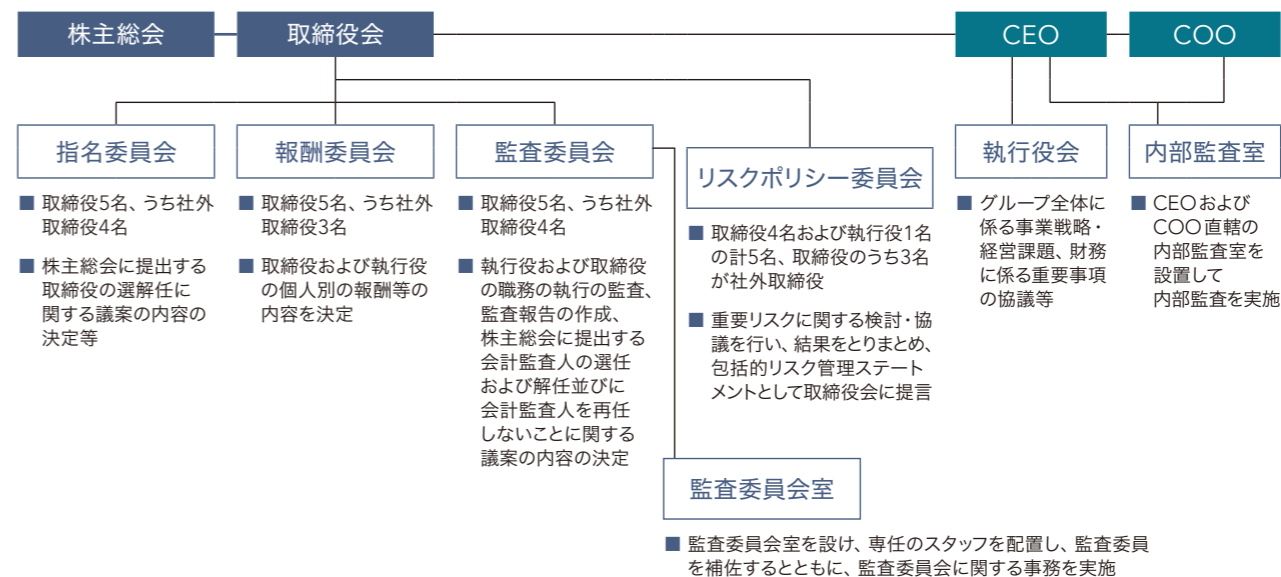 株主総会
取締役会
CEO
COO
指名委員会
■ 取締役5名、うち社外
取締役4名
■ 株主総会に提出する
取締役の選解任に
関する議案の内容の
決定等
報酬委員会
■ 取締役5名、うち社外
取締役3名
■ 取締役および執行役
の個人別の報酬等の
内容を決定
監査委員会
■ 取締役5名、うち社外
取締役4名
■ 執行役および取締役
の職務の執行の監査、
監査報告の作成、
株主総会に提出する
会計監査人の選任
および解任並びに
会計監査人を再任
しないことに関する
議案の内容の決定
リスクポリシー委員会
■ 取締役4名および執行役1名
の計5名、取締役のうち3名
が社外取締役
■ 重要リスクに関する検討・協
議を行い、結果をとりまとめ、
包括的リスク管理ステート
メントとして取締役会に提言
執行役会
■ グループ全体に
係る事業戦略・
経営課題、財務
に係る重要事項
の協議等
内部監査室
■ CEOおよび
COO直轄の
内部監査室を
設置して
内部監査を実施
監査委員会室
■ 監査委員会室を設け、専任のスタッフを配置し、監査委員
を補佐するとともに、監査委員会に関する事務を実施